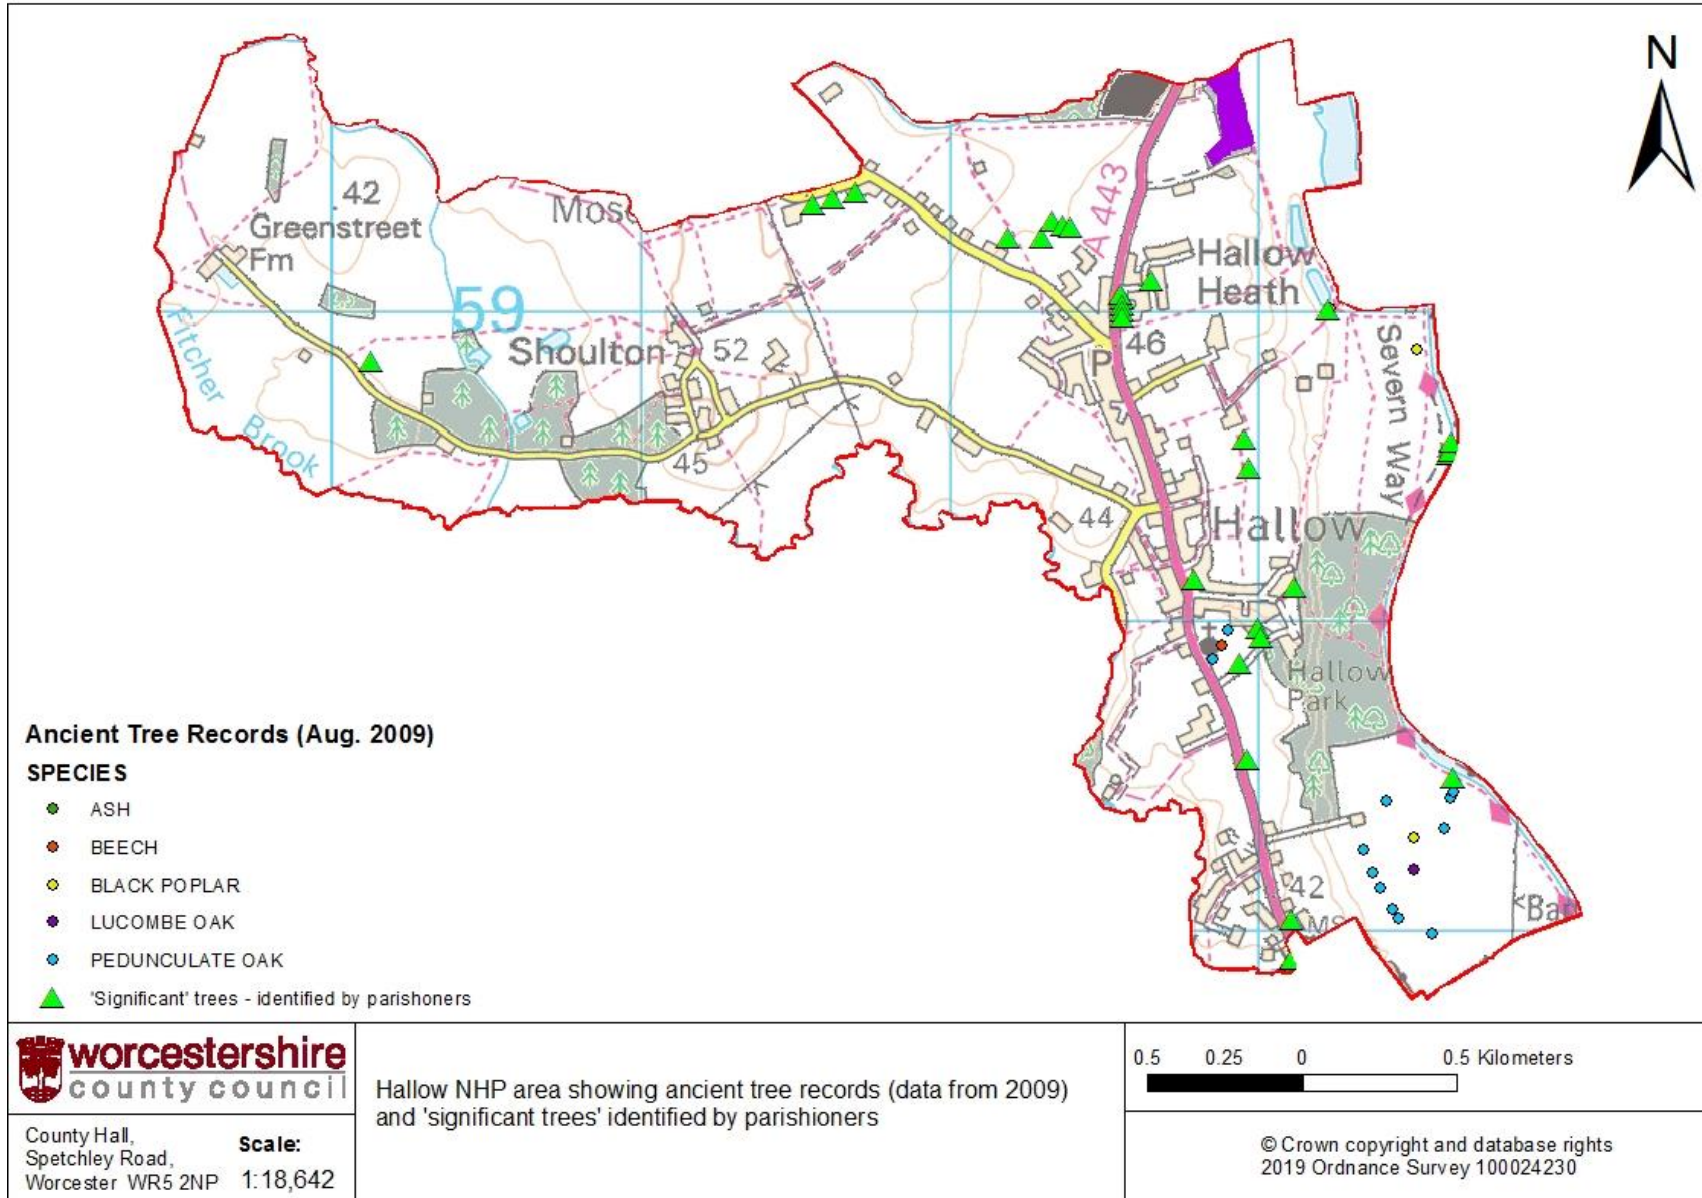 N
A 443
.42
Greenstreet
Fm
Mos
Hallow
Heath
59
Fitcher
Brook
Shoulton
52
46
P
Severn Way
45
44
Hallow
Hallow
Park
42
MS
Bar
Ancient Tree Records (Aug. 2009)
SPECIES
ASH
BEECH
BLACK POPLAR
LUCOMBE OAK
PEDUNCULATE OAK
'Significant' trees - identified by parishoners
worcestershire
county council
County Hall,
Spetchley Road,
Worcester WR5 2NP
Scale:
1:18,642
Hallow NHP area showing ancient tree records (data from 2009)
and 'significant trees' identified by parishioners
0.5 0.25 0 0.5 Kilometers
© Crown copyright and database rights
2019 Ordnance Survey 100024230